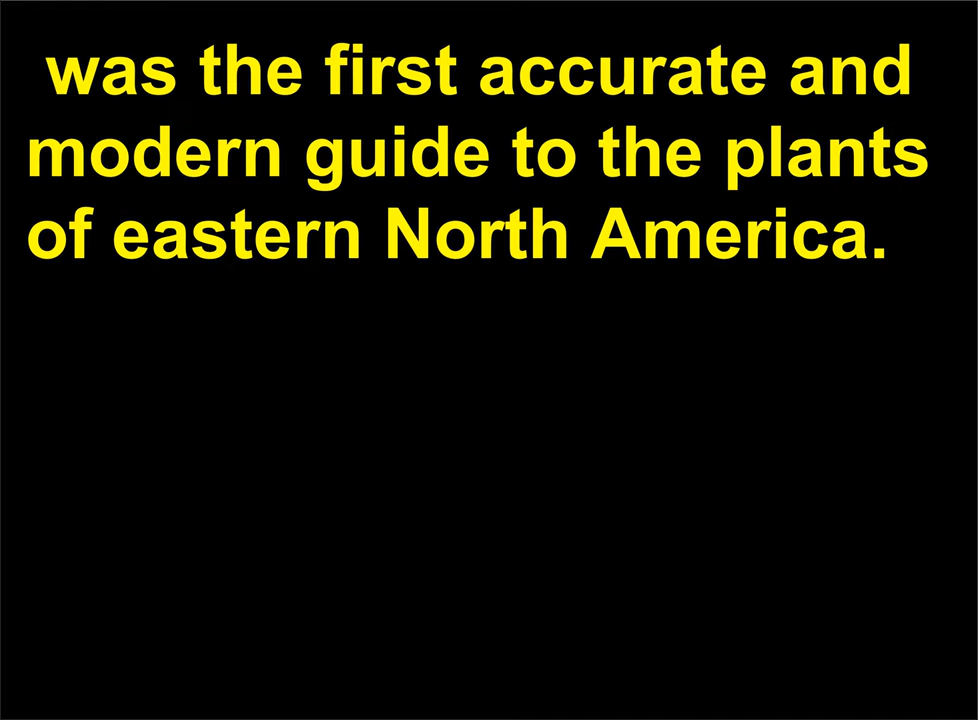 was the first accurate and
modern guide to the plants
of eastern North America.